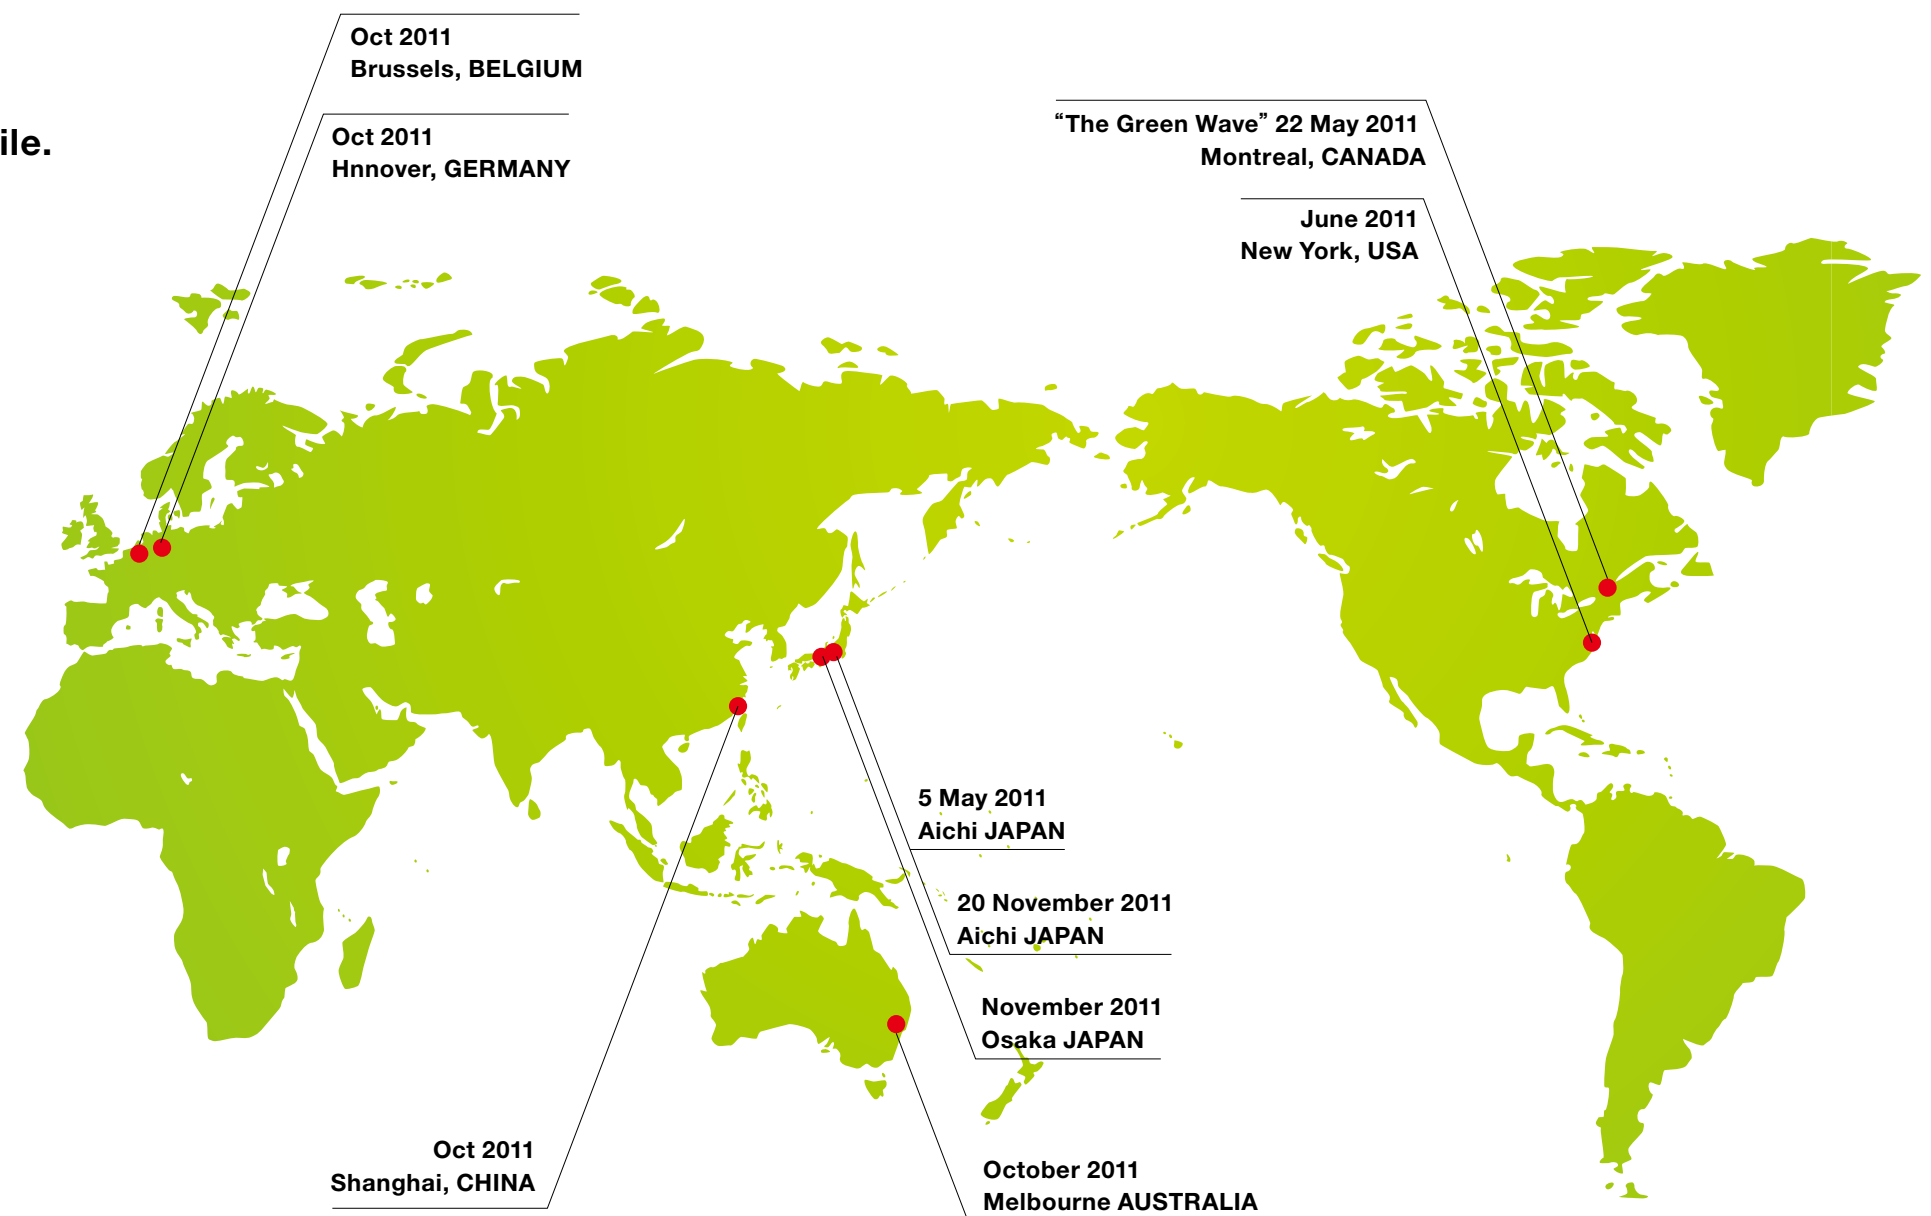 Oct 2011
Brussels, BELGIUM
ile.
Oct 2011
Hnnover, GERMANY
“The Green Wave” 22 May 2011
Montreal, CANADA
June 2011
New York, USA
5 May 2011
Aichi JAPAN
20 November 2011
Aichi JAPAN
November 2011
Osaka JAPAN
Oct 2011
Shanghai, CHINA
October 2011
Melbourne AUSTRALIA